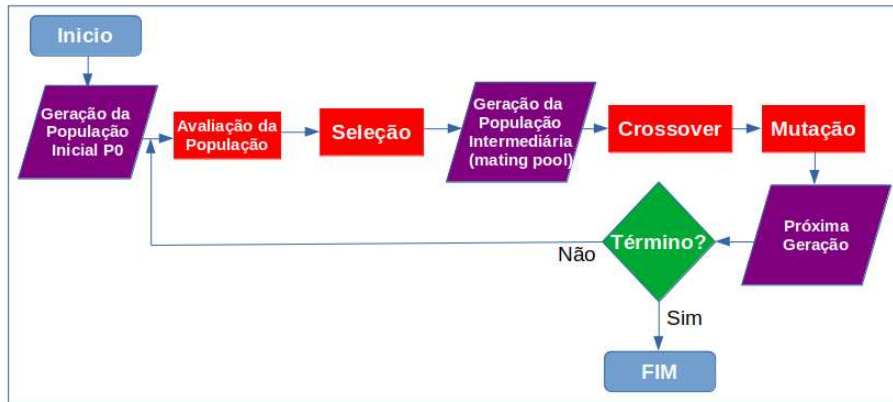 Inicio
Geração da
População
Inicial P0
Avaliação da
População
Seleção
Geração da
População
Intermediária
(mating pool)
Crossover
Mutação
Próxima
Geração
Término?
Não
Sim
FIM